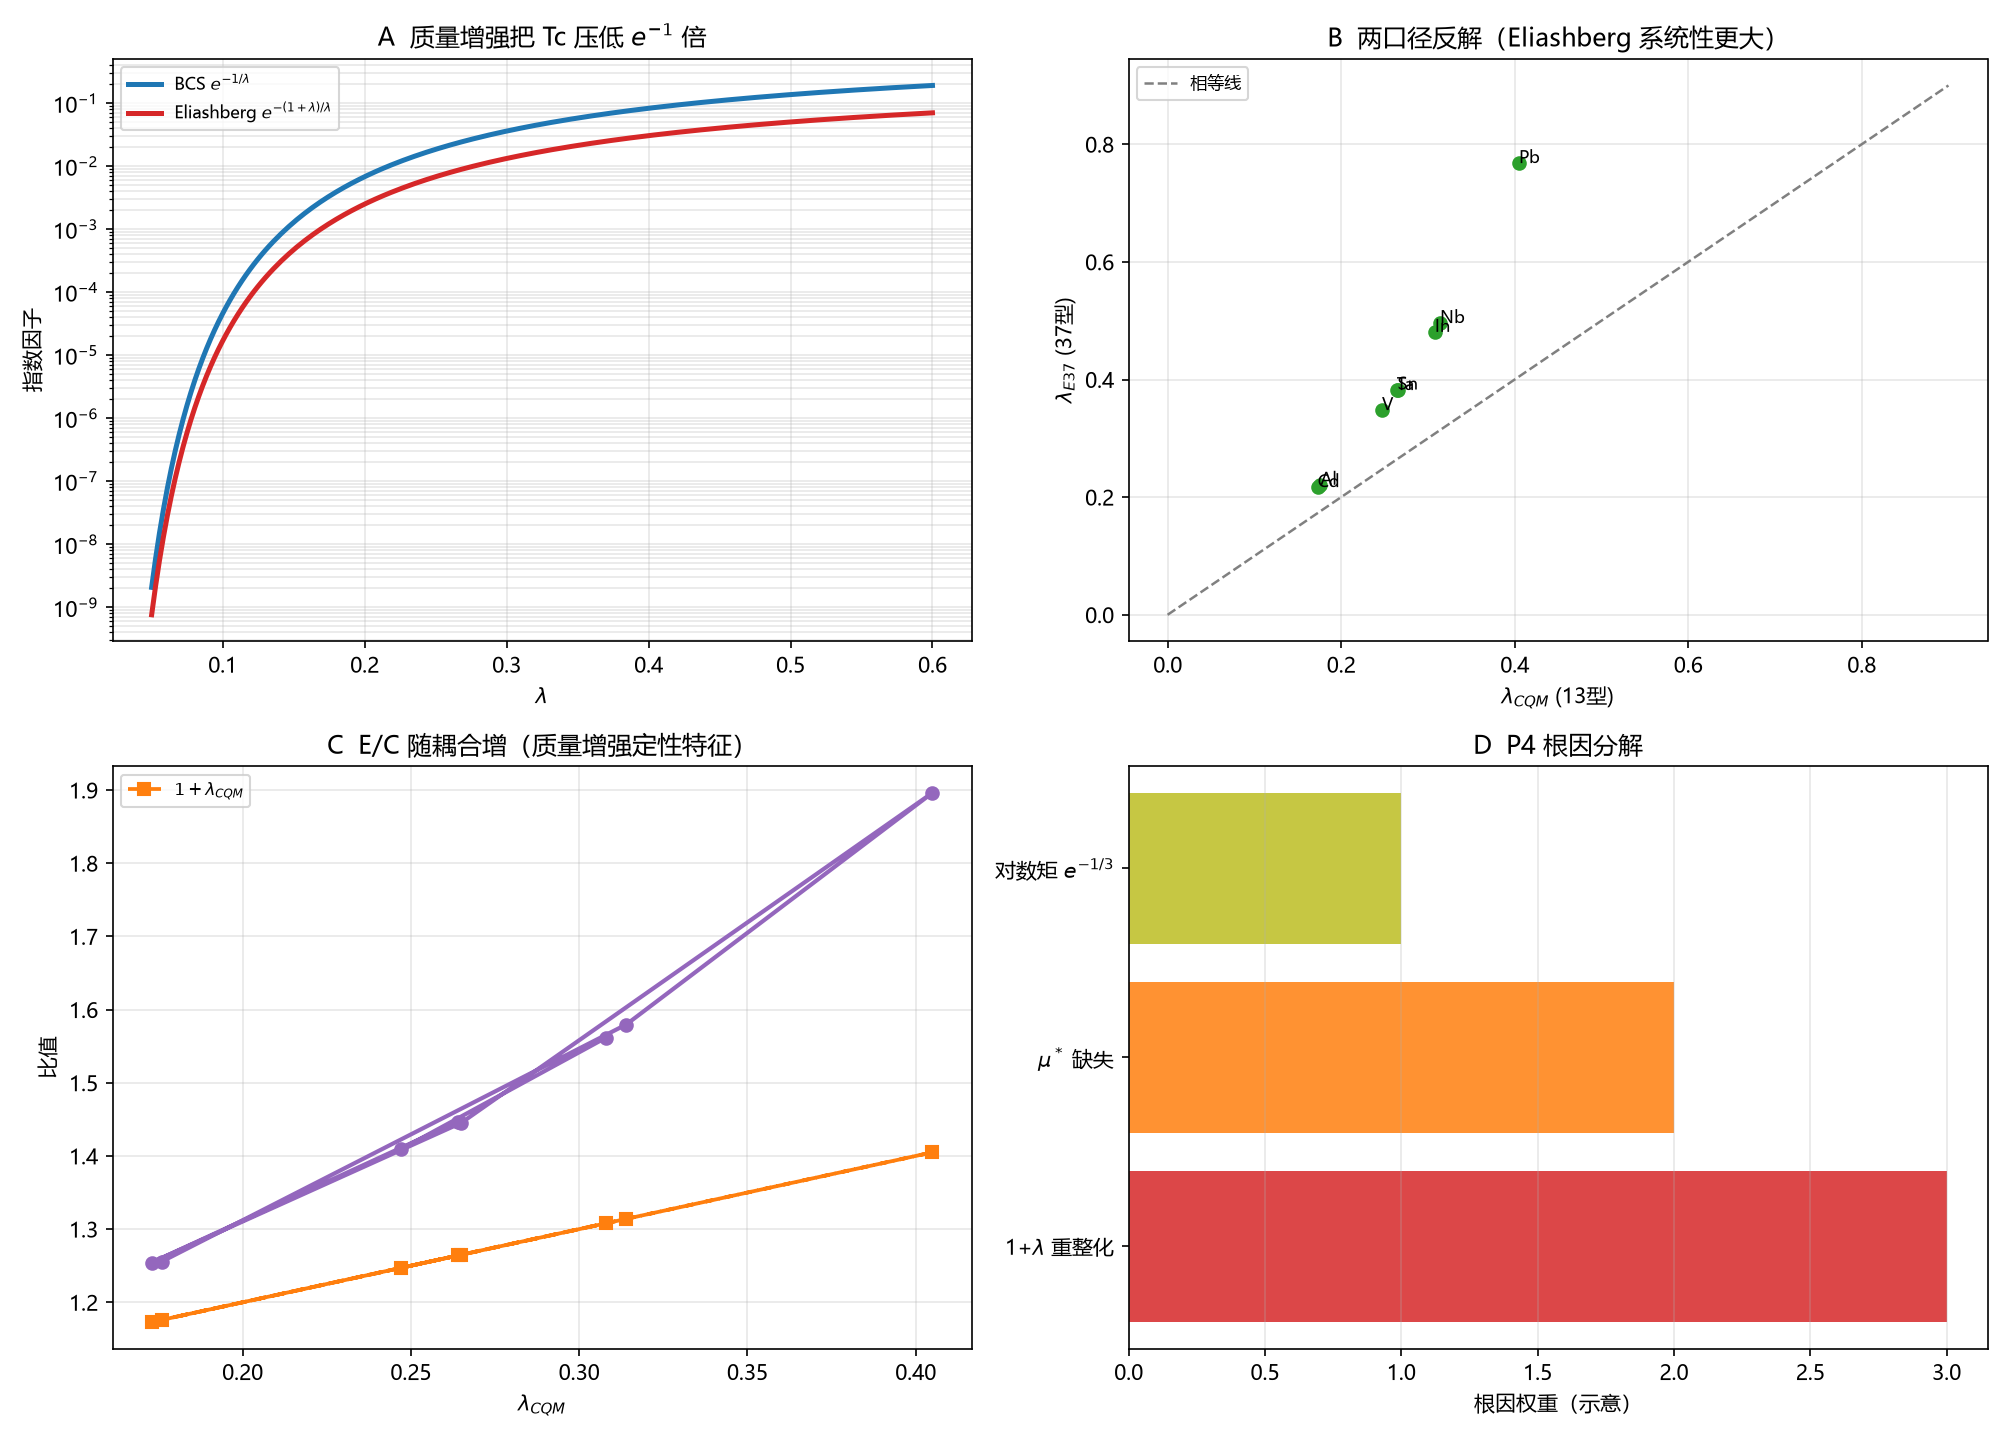 A 质量增强把 Tc 压低 e⁻¹ 倍
BCS e^{-1/λ}
Eliashberg e^{-(1+λ)/λ}
指数因子
10⁻¹
10⁻²
10⁻³
10⁻⁴
10⁻⁵
10⁻⁶
10⁻⁷
10⁻⁸
10⁻⁹
0.1 0.2 0.3 0.4 0.5 0.6
λ
B 两口径反解（Eliashberg 系统性更大）
相等线
λ_{E37} (37型)
0.8
0.6
0.4
0.2
0.0
Pb
Nb
In
Sn
V
Al
Cd
0.0 0.2 0.4 0.6 0.8
λ_{CQM} (13型)
C E/C 随耦合增（质量增强定性特征）
1 + λ_{CQM}
比值
1.9
1.8
1.7
1.6
1.5
1.4
1.3
1.2
0.20 0.25 0.30 0.35 0.40
λ_{CQM}
D P4 根因分解
对数矩 e^{-1/3}
μ* 缺失
1+λ 重整化
0.0 0.5 1.0 1.5 2.0 2.5 3.0
根因权重（示意）